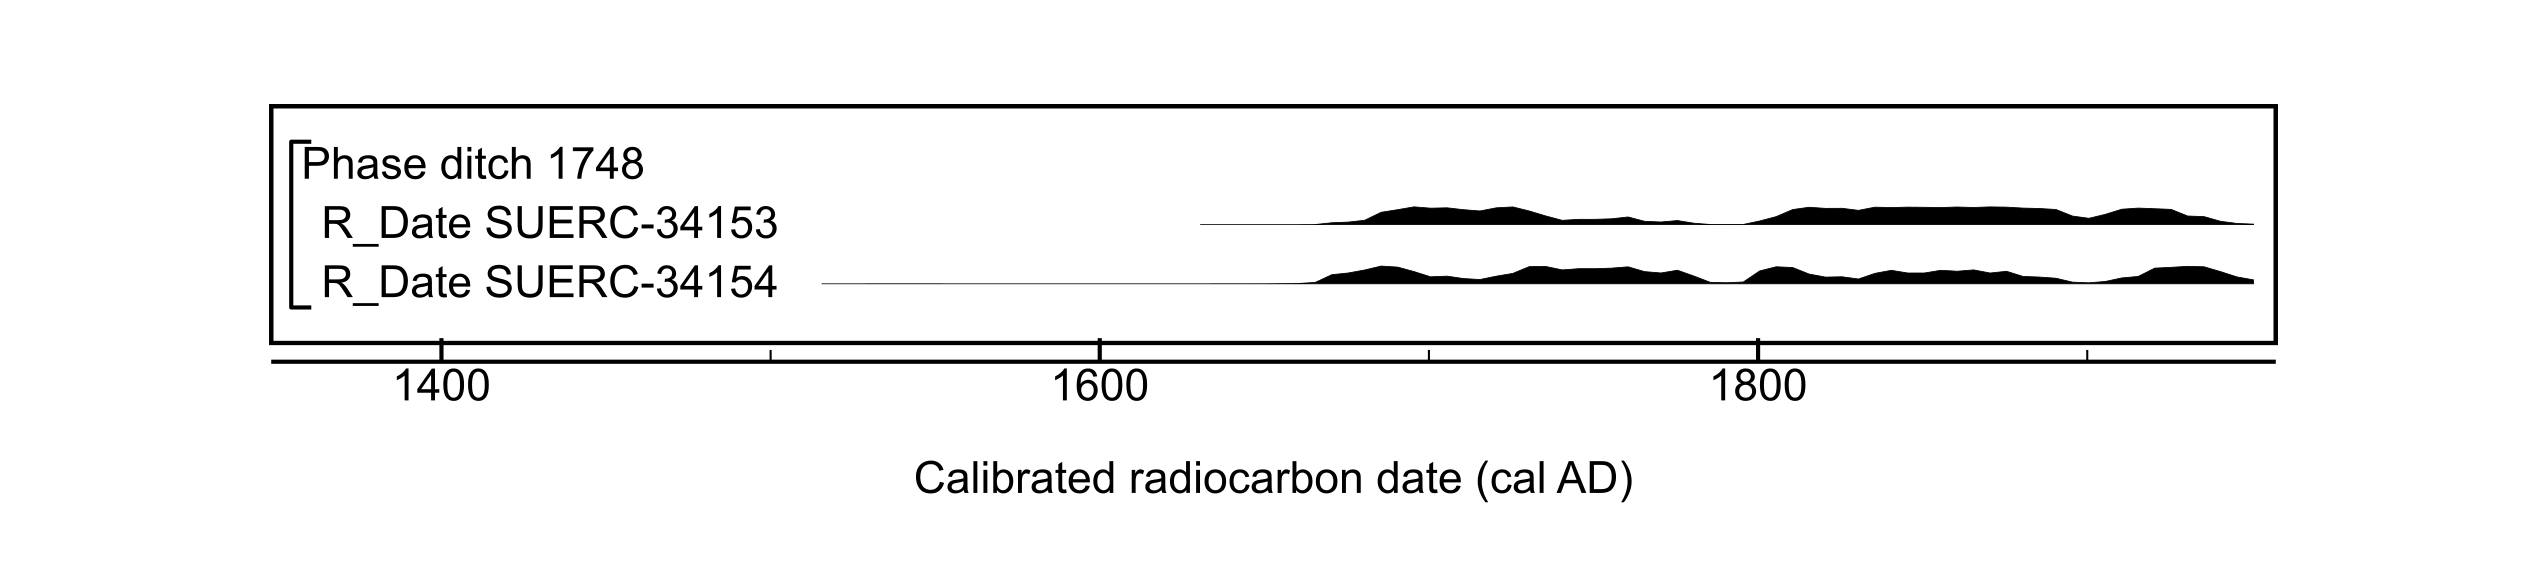 Phase ditch 1748
R_Date SUERC-34153
R_Date SUERC-34154
1400 1600 1800
Calibrated radiocarbon date (cal AD)